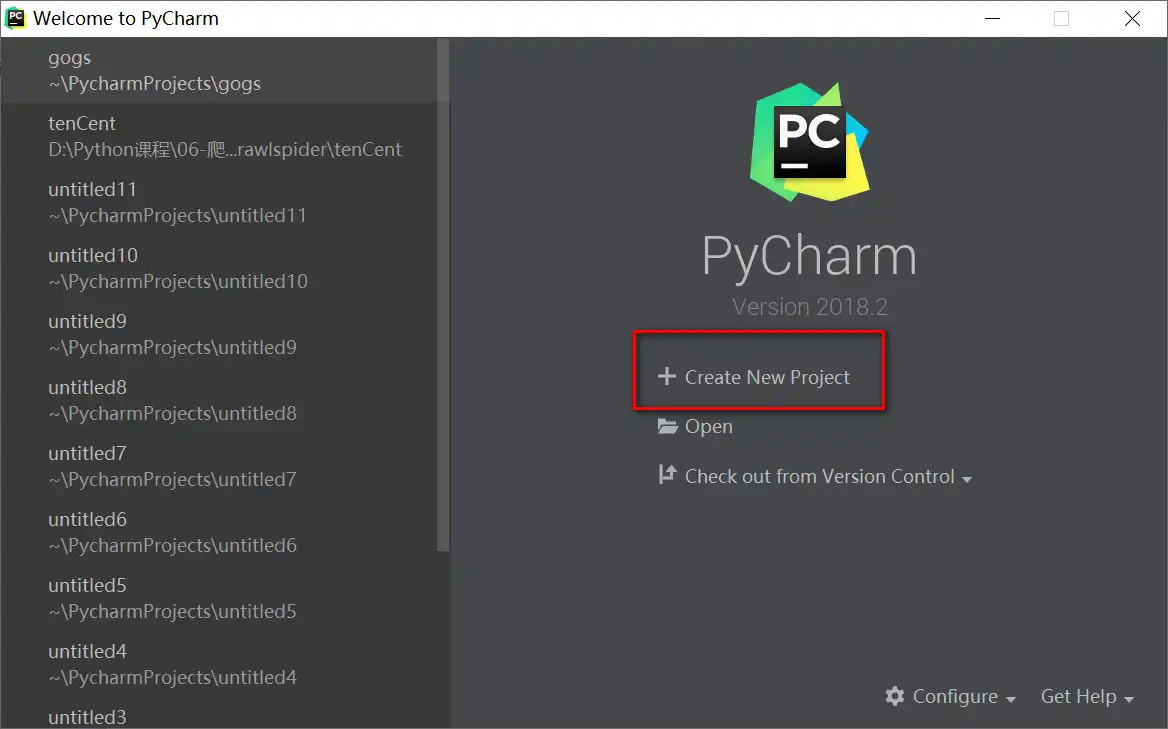 Welcome to PyCharm
gogs
~\PycharmProjects\gogs
tenCent
D:\Python课程\06-爬...rawlspider\tenCent
untitled11
~\PycharmProjects\untitled11
untitled10
~\PycharmProjects\untitled10
untitled9
~\PycharmProjects\untitled9
untitled8
~\PycharmProjects\untitled8
untitled7
~\PycharmProjects\untitled7
untitled6
~\PycharmProjects\untitled6
untitled5
~\PycharmProjects\untitled5
untitled4
~\PycharmProjects\untitled4
untitled3
PC
PyCharm
Version 2018.2
Create New Project
Open
Check out from Version Control
Configure
Get Help